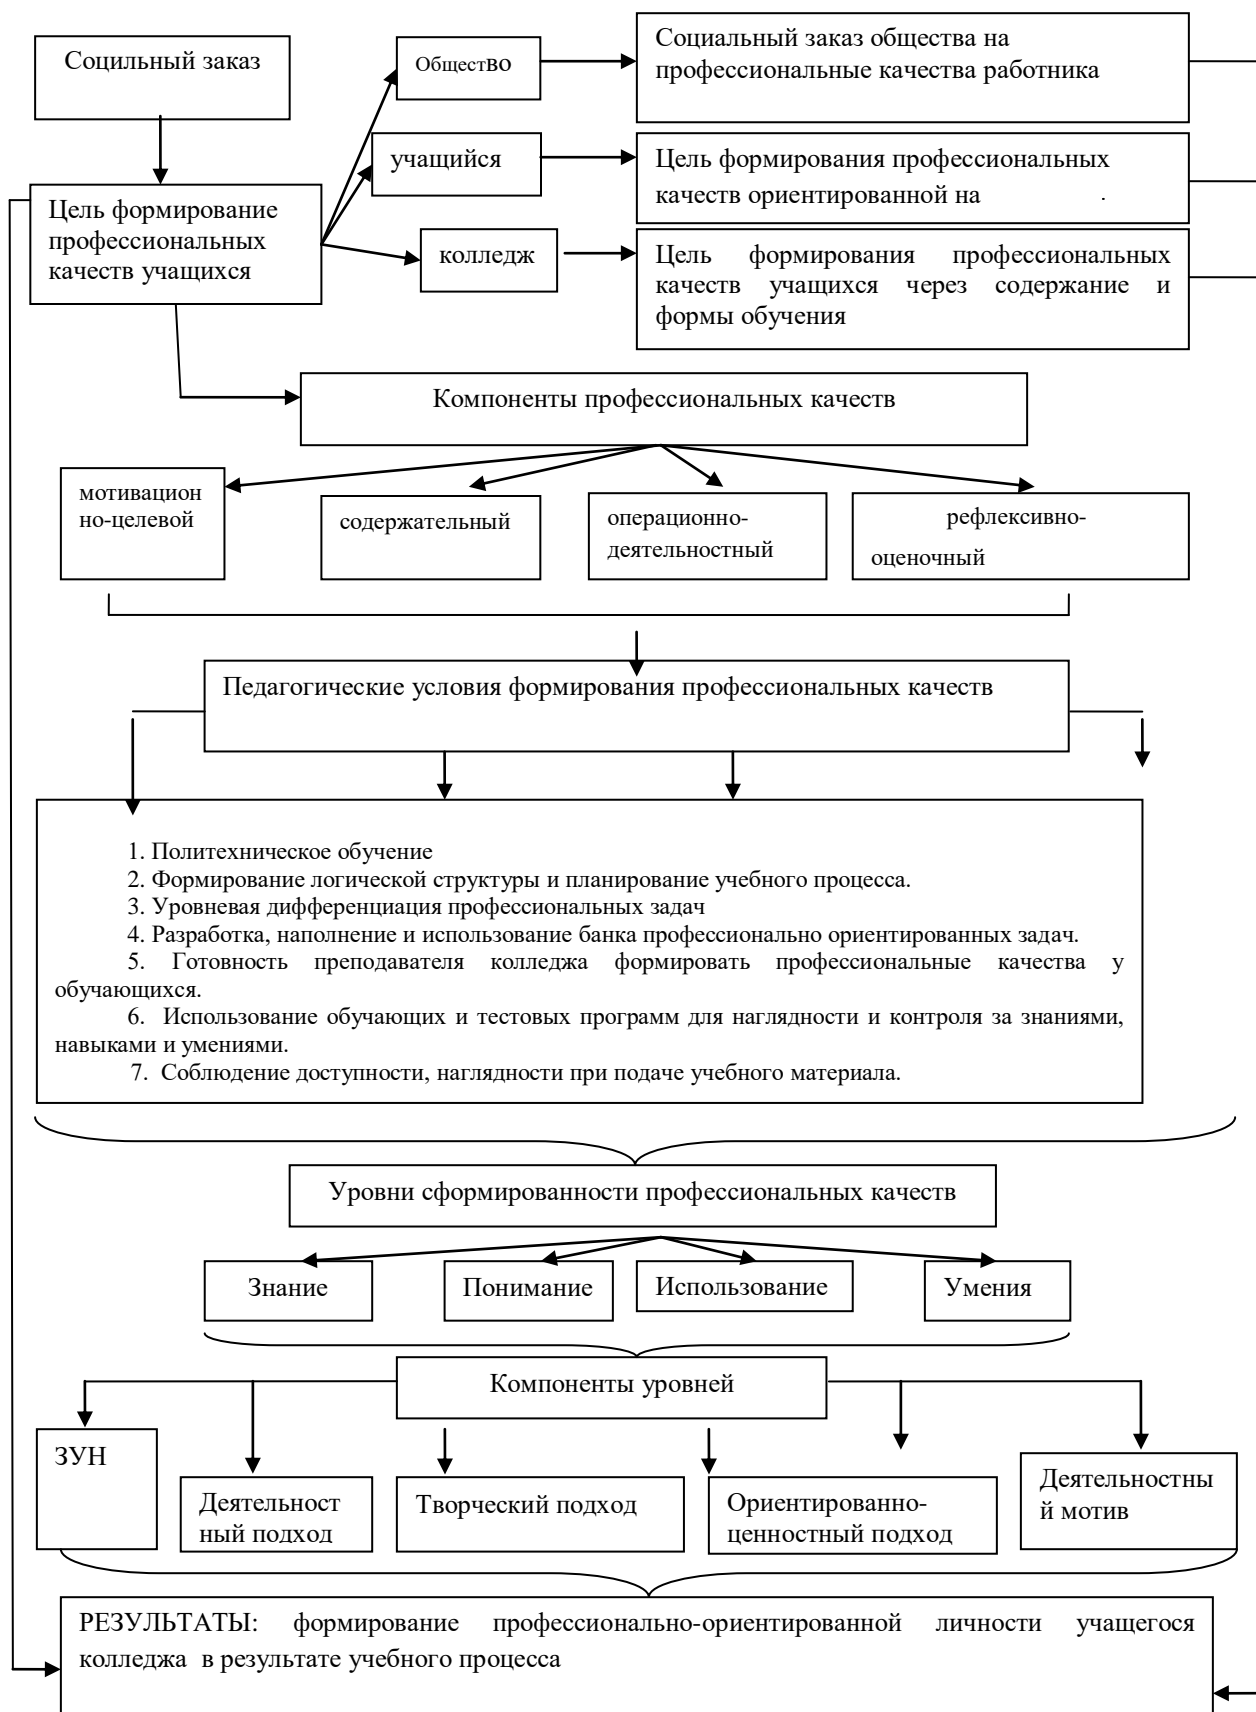 Социльный заказ
Общество
Социальный заказ общества на
профессиональные качества работника
учащийся
Цель формирования профессиональных
качеств ориентированной на .
Цель формирование
профессиональных
качеств учащихся
колледж
Цель формирования профессиональных
качеств учащихся через содержание и
формы обучения
Компоненты профессиональных качеств
мотивацион
но-целевой
содержательный
операционно-
деятельностный
рефлексивно-
оценочный
Педагогические условия формирования профессиональных качеств
1. Политехническое обучение
2. Формирование логической структуры и планирование учебного процесса.
3. Уровневая дифференциация профессиональных задач
4. Разработка, наполнение и использование банка профессионально ориентированных задач.
5. Готовность преподавателя колледжа формировать профессиональные качества у
обучающихся.
6. Использование обучающих и тестовых программ для наглядности и контроля за знаниями,
навыками и умениями.
7. Соблюдение доступности, наглядности при подаче учебного материала.
Уровни сформированности профессиональных качеств
Знание
Понимание
Использование
Умения
Компоненты уровней
ЗУН
Деятельност
ный подход
Творческий подход
Ориентированно-
ценностный подход
Деятельностны
й мотив
РЕЗУЛЬТАТЫ: формирование профессионально-ориентированной личности учащегося
колледжа в результате учебного процесса